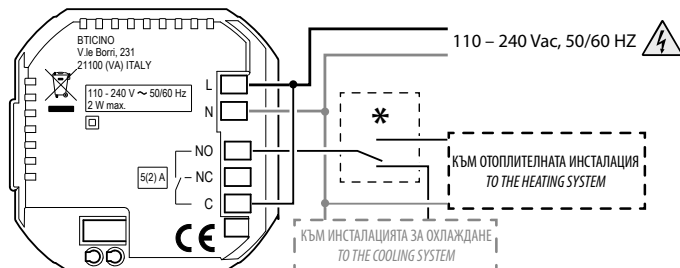 BTICINO
V.le Borri, 231
21100 (VA) ITALY
110 - 240 V ~ 50/60 Hz
2 W max.
L
N
NO
NC
C
5(2) A
CE
110 – 240 Vac, 50/60 HZ
*
КЪМ ОТОПЛИТЕЛНАТА ИНСТАЛАЦИЯ
TO THE HEATING SYSTEM
КЪМ ИНСТАЛАЦИЯТА ЗА ОХЛАЖДАНЕ
TO THE COOLING SYSTEM